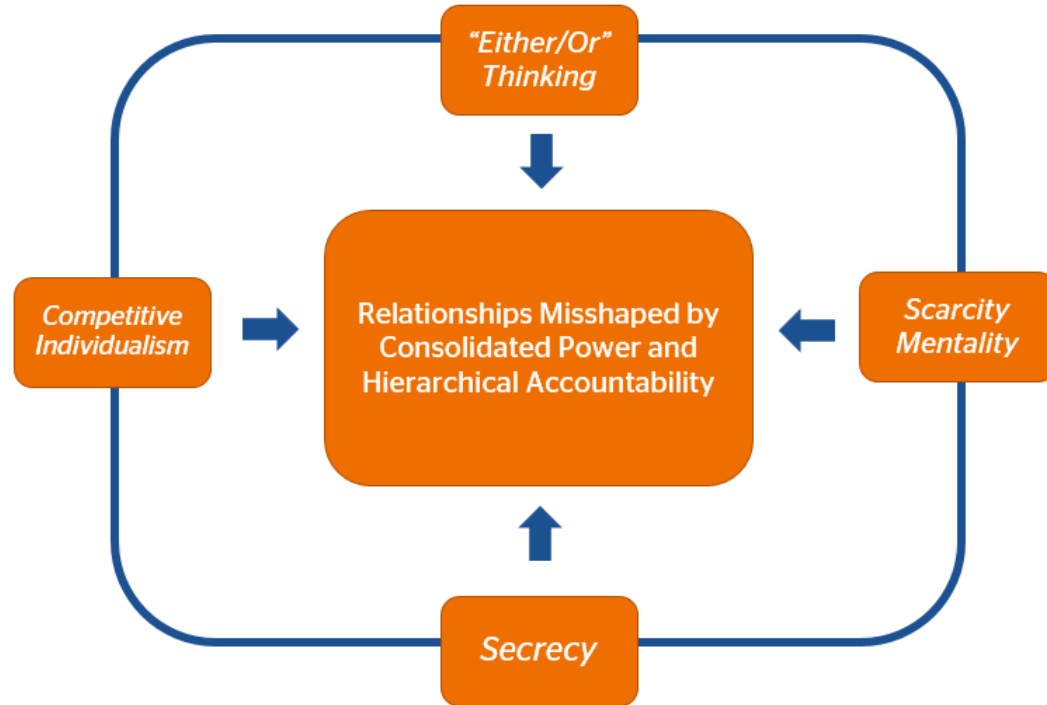 “Either/Or”
Thinking
Competitive
Individualism
Relationships Misshaped by
Consolidated Power and
Hierarchical Accountability
Scarcity
Mentality
Secrecy